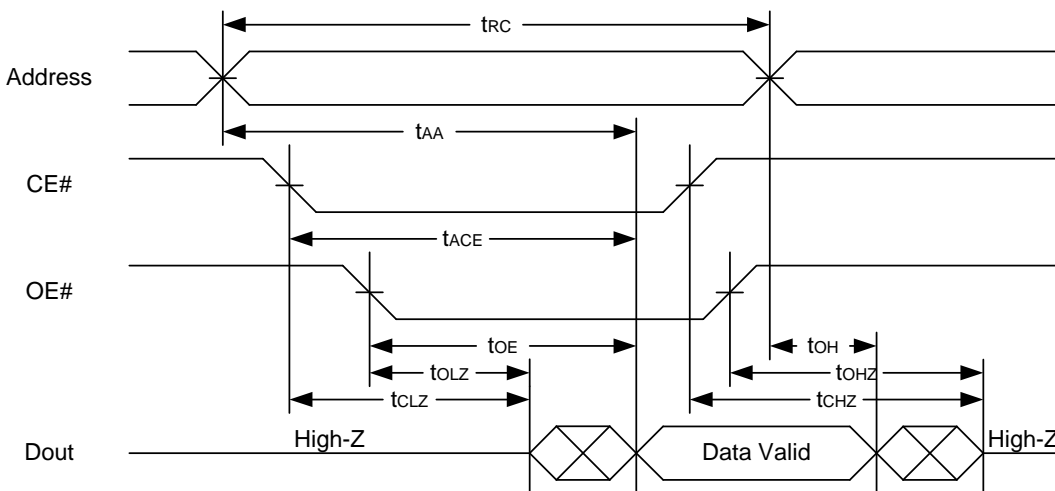 tRC
Address
tAA
CE#
tACE
OE#
tOE
tOH
tOLZ
tOHZ
tCLZ
tCHZ
High-Z
High-Z
Dout
Data Valid